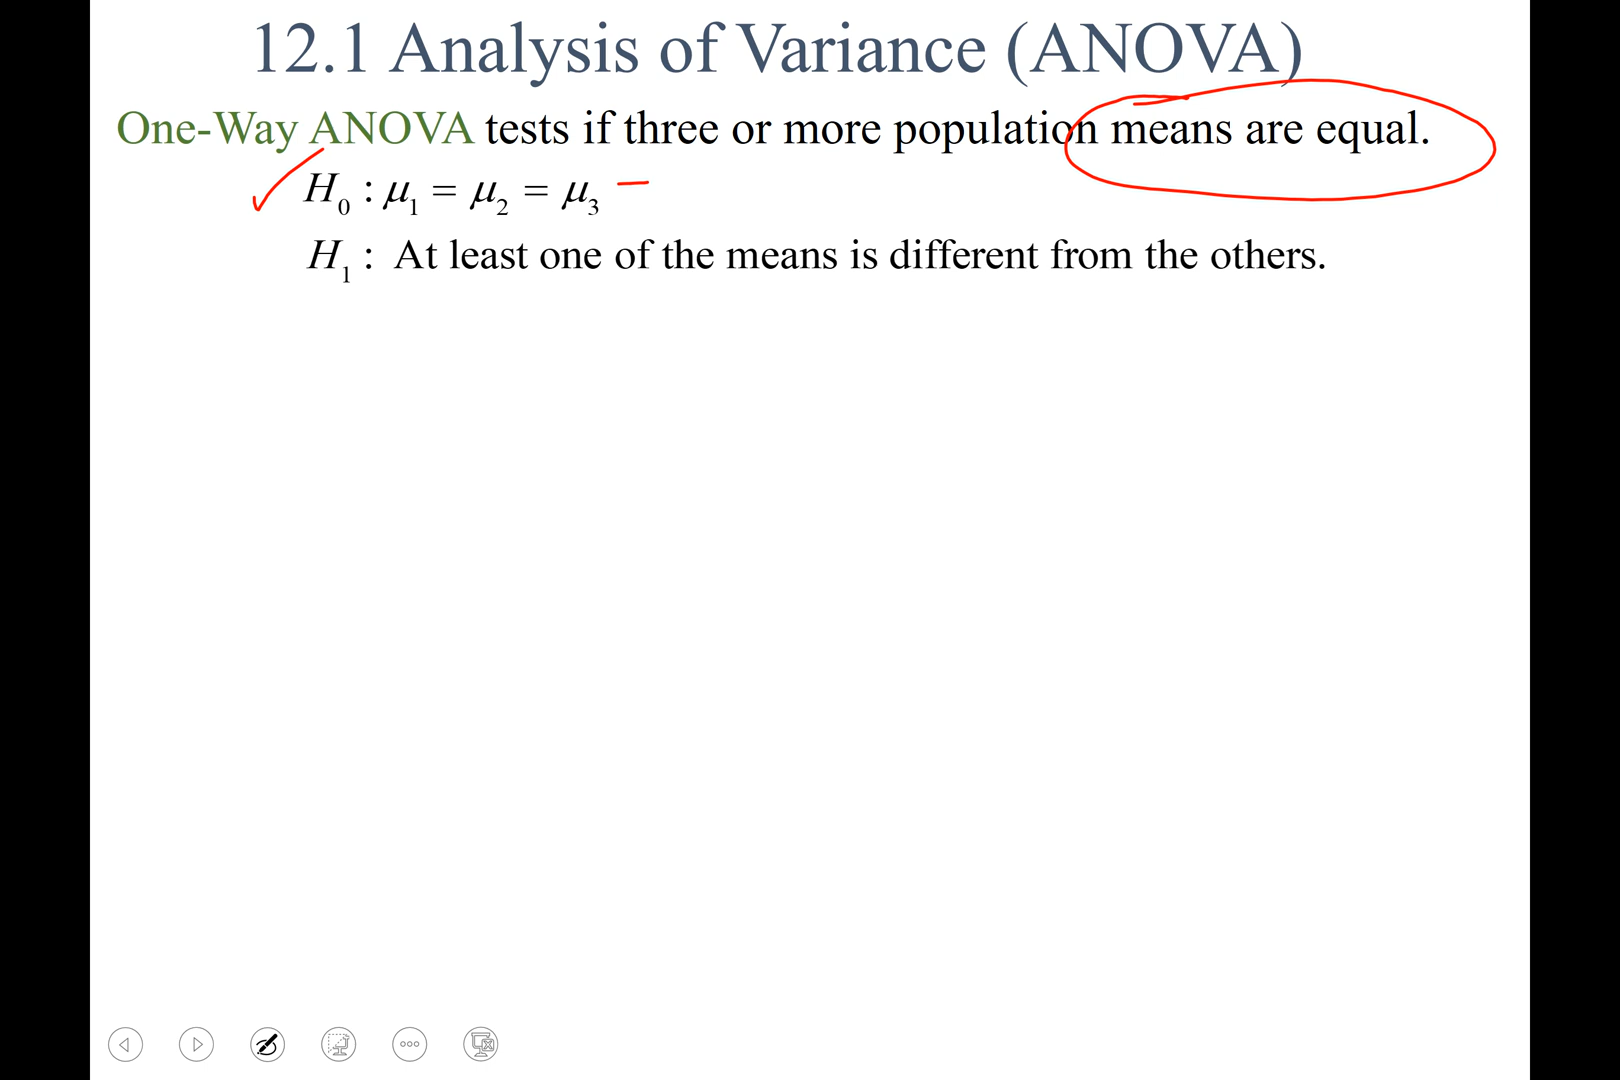 12.1 Analysis of Variance (ANOVA)
One-Way ANOVA tests if three or more population means are equal.
H₀ : μ₁ = μ₂ = μ₃
H₁ : At least one of the means is different from the others.